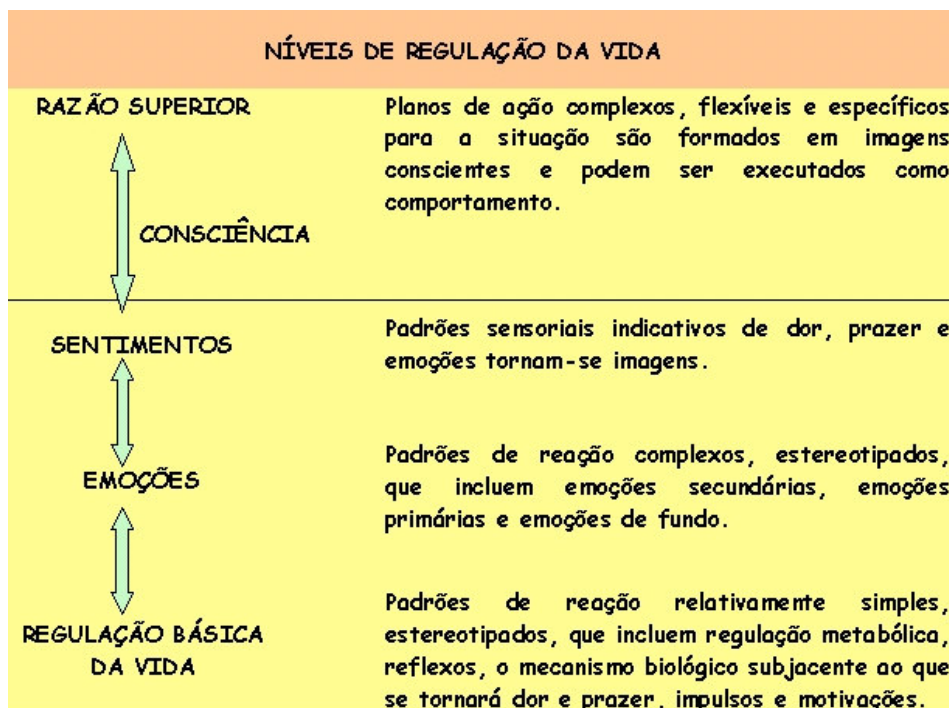 NÍVEIS DE REGULAÇÃO DA VIDA
RAZÃO SUPERIOR
Planos de ação complexos, flexíveis e específicos
para a situação são formados em imagens
conscientes e podem ser executados como
comportamento.
CONSCIÊNCIA
SENTIMENTOS
Padrões sensoriais indicativos de dor, prazer e
emoções tornam-se imagens.
EMOÇÕES
Padrões de reação complexos, estereotipados,
que incluem emoções secundárias, emoções
primárias e emoções de fundo.
REGULAÇÃO BÁSICA
DA VIDA
Padrões de reação relativamente simples,
estereotipados, que incluem regulação metabólica,
reflexos, o mecanismo biológico subjacente ao que
se tornará dor e prazer, impulsos e motivações.